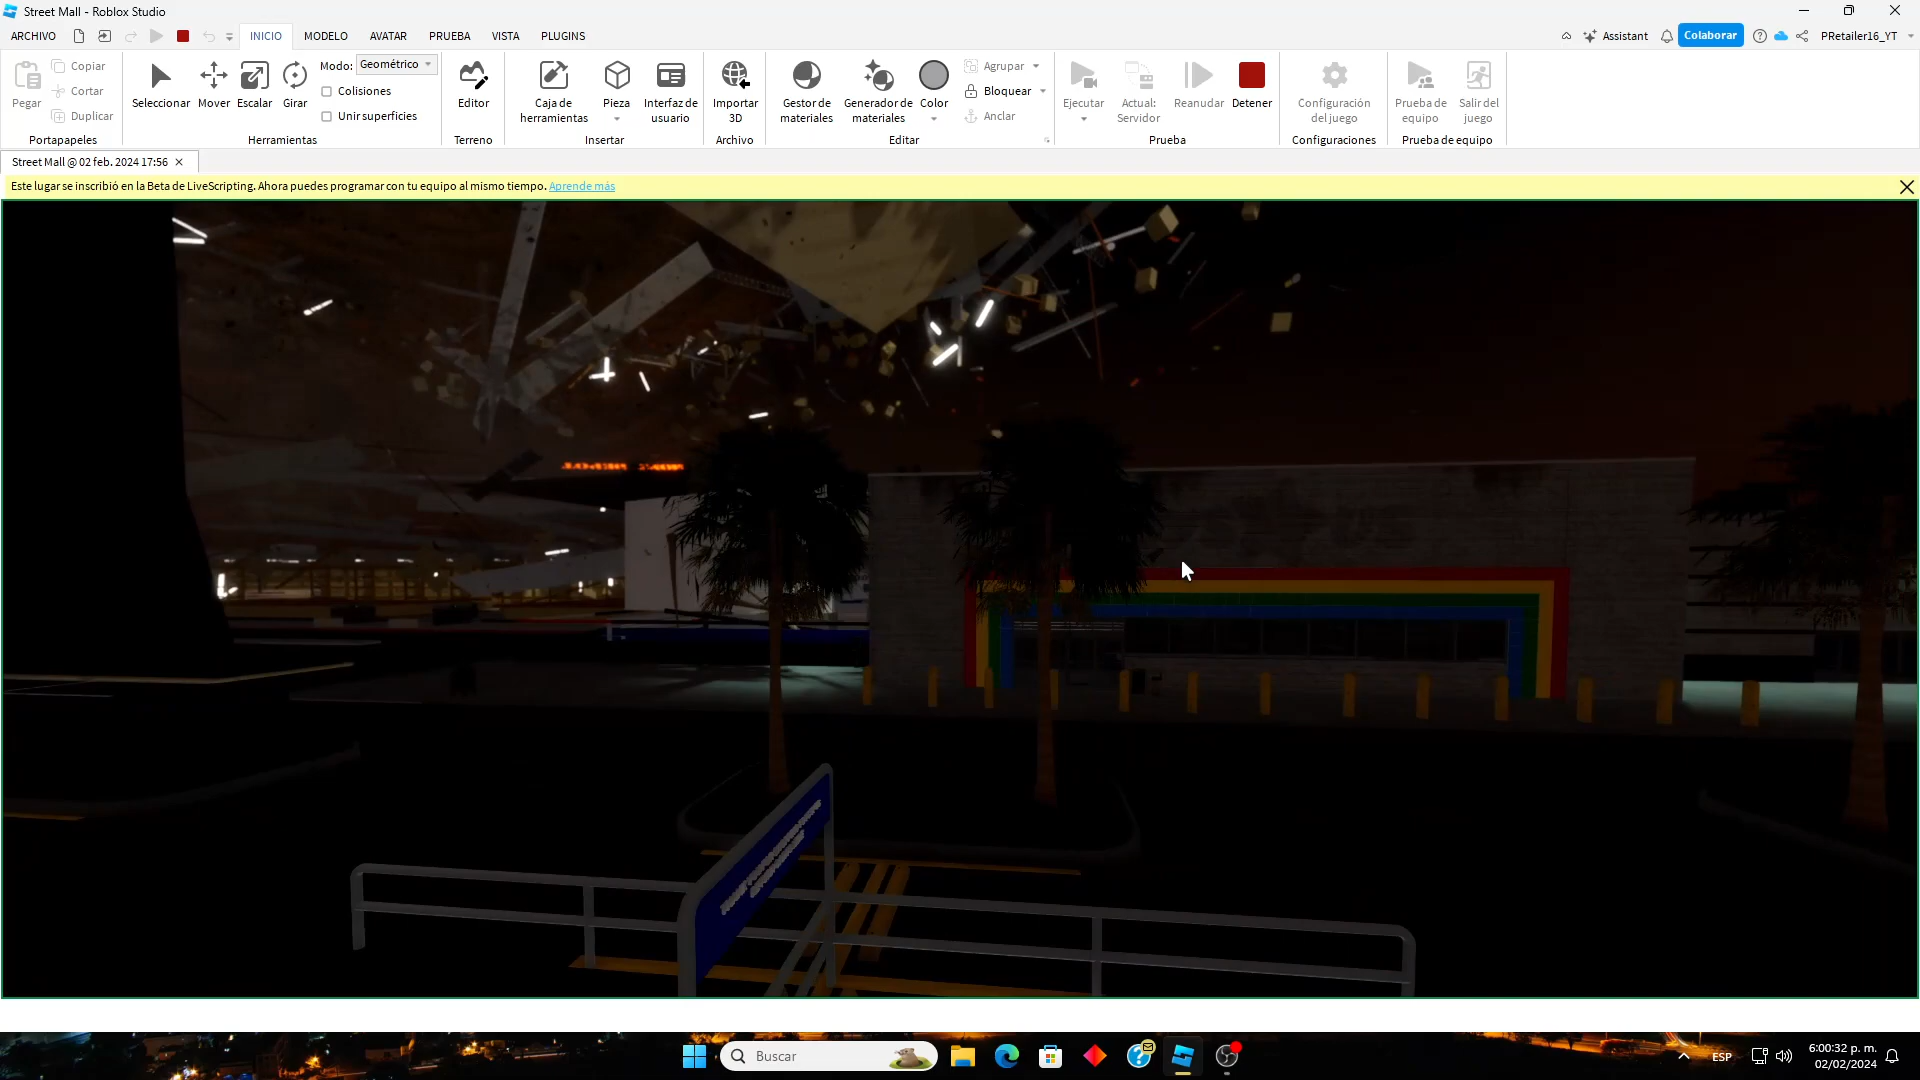 Street Mall - Roblox Studio
ARCHIVO
INICIO
MODELO
AVATAR
PRUEBA
VISTA
PLUGINS
Assistant
Colaborar
PRetailer16_YT
Pegar
Copiar
Cortar
Duplicar
Portapapeles
Seleccionar
Mover
Escalar
Girar
Modo: Geométrico
Colisiones
Unir superficies
Herramientas
Editor
Terreno
Caja de herramientas
Pieza
Interfaz de usuario
Insertar
Importar 3D
Archivo
Gestor de materiales
Generador de materiales
Color
Agrupar
Bloquear
Anclar
Editar
Ejecutar
Actual: Servidor
Reanudar
Detener
Prueba
Configuración del juego
Configuraciones
Prueba de equipo
Salir del juego
Prueba de equipo
Street Mall @ 02 feb. 2024 17:56
Este lugar se inscribió en la Beta de LiveScripting. Ahora puedes programar con tu equipo al mismo tiempo. Aprende más
Buscar
ESP
6:00:32 p. m.
02/02/2024